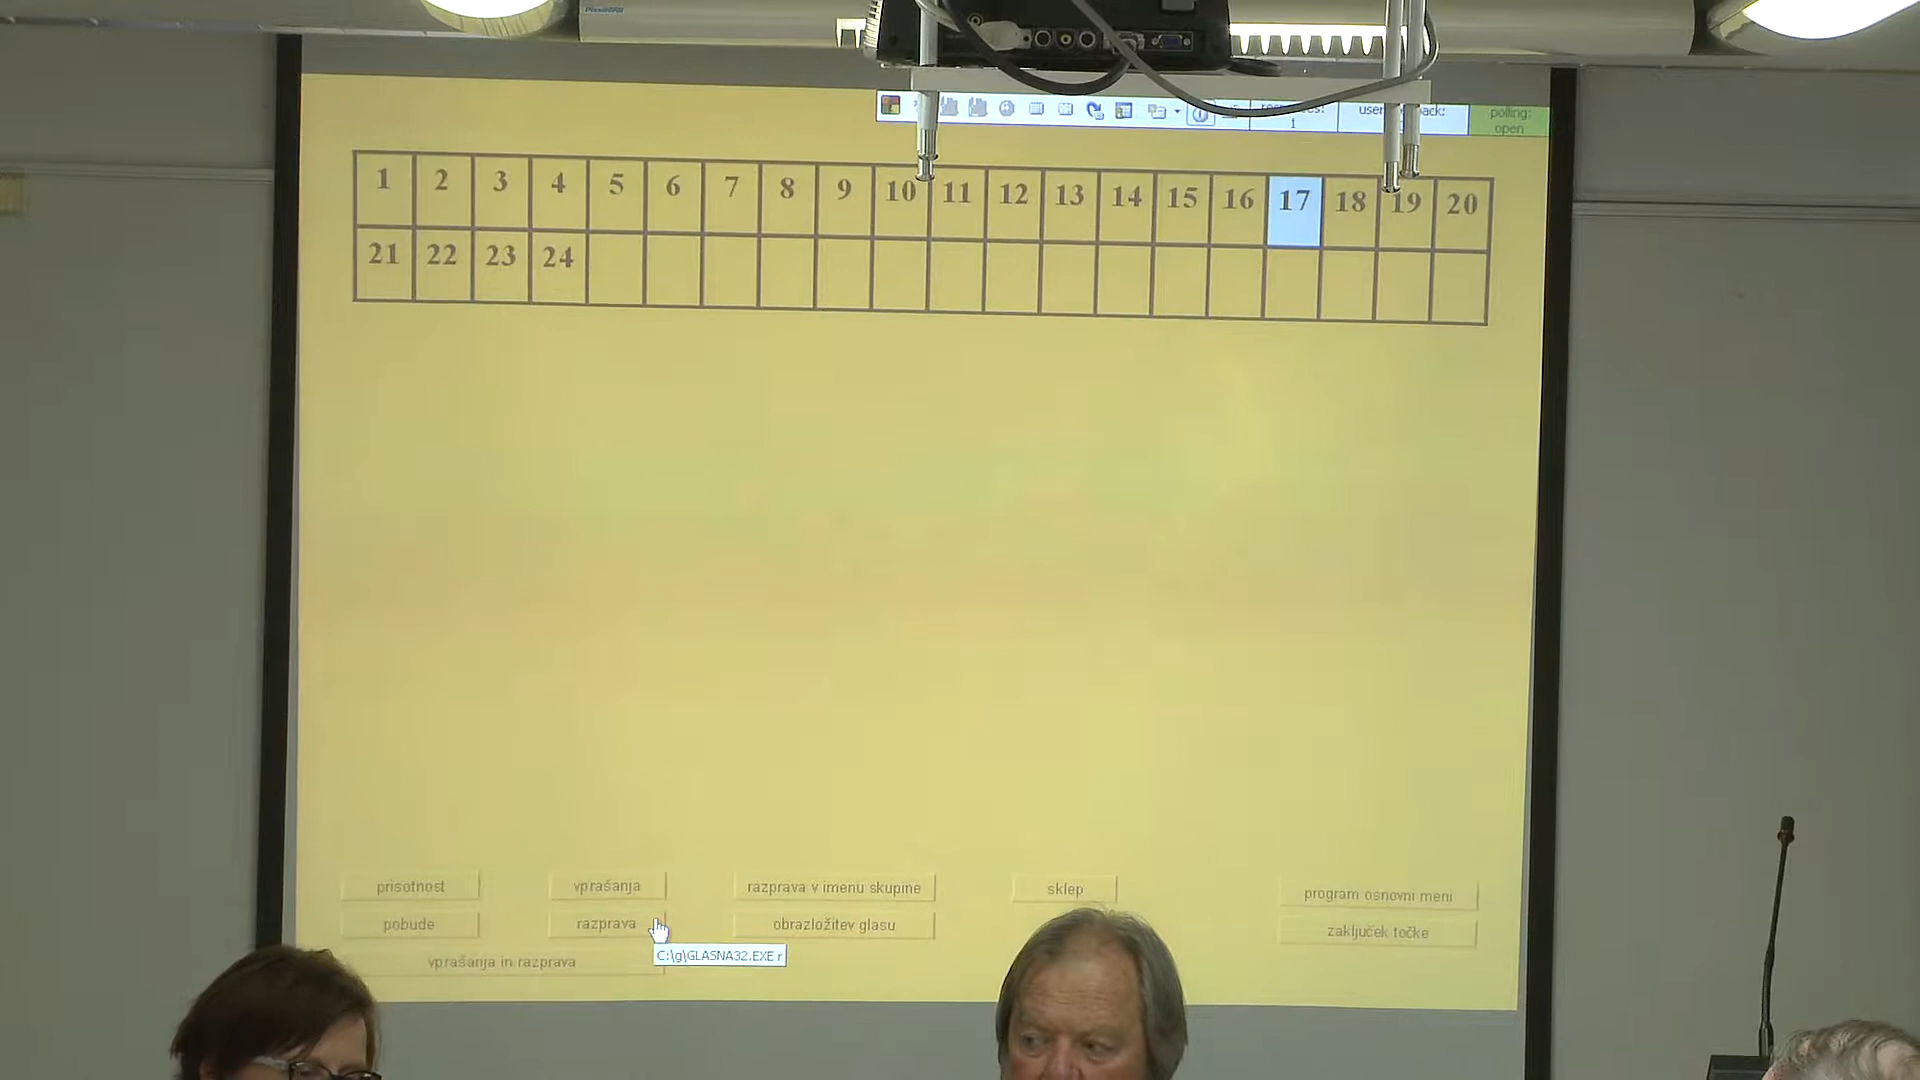 polling:
open
1
1 2 3 4 5 6 7 8 9 10 11 12 13 14 15 16 17 18 19 20
21 22 23 24
prisotnost vprašanja razprava v imenu skupine sklep program osnovni meni
pobude razprava obrazložitev glasu zaključek točke
C:\g\GLASNA32.EXE r
vprašanja in razprava